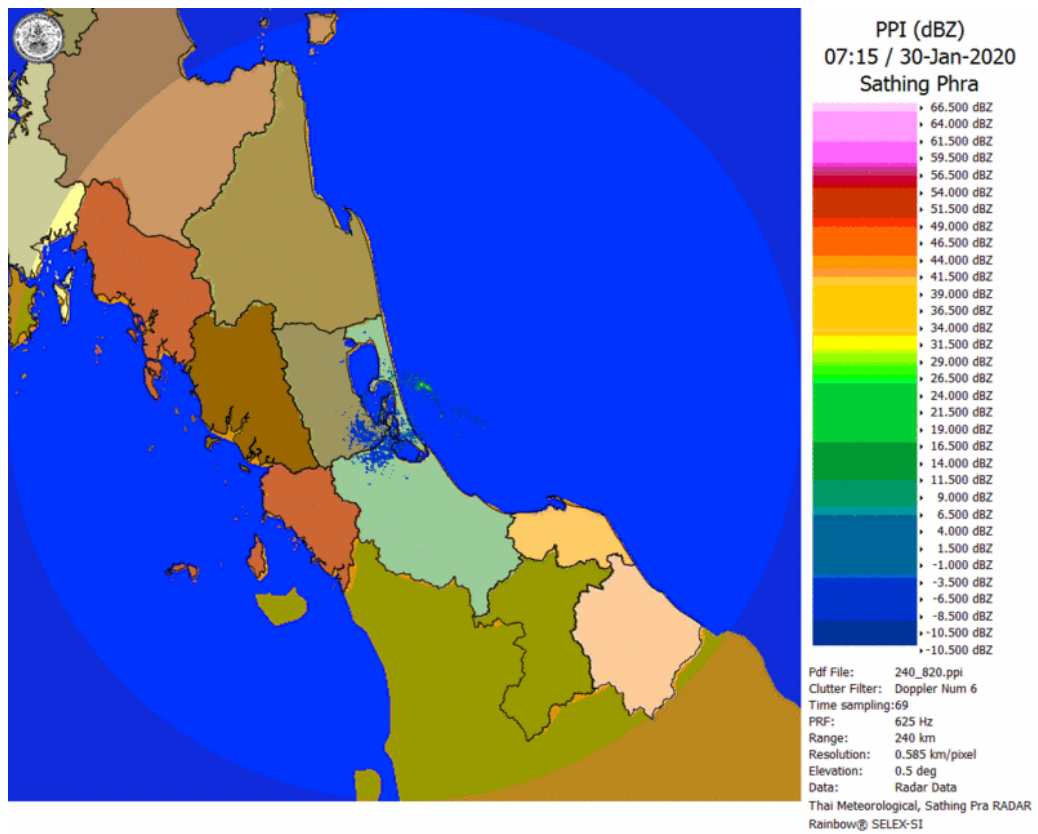 PPI (dBZ)
07:15 / 30-Jan-2020
Sathing Phra
66.500 dBZ
64.000 dBZ
61.500 dBZ
59.500 dBZ
56.500 dBZ
54.000 dBZ
51.500 dBZ
49.000 dBZ
46.500 dBZ
44.000 dBZ
41.500 dBZ
39.000 dBZ
36.500 dBZ
34.000 dBZ
31.500 dBZ
29.000 dBZ
26.500 dBZ
24.000 dBZ
21.500 dBZ
19.000 dBZ
16.500 dBZ
14.000 dBZ
11.500 dBZ
9.000 dBZ
6.500 dBZ
4.000 dBZ
1.500 dBZ
-1.000 dBZ
-3.500 dBZ
-6.500 dBZ
-8.500 dBZ
-10.500 dBZ
-10.500 dBZ
Pdf File: 240_820.ppi
Clutter Filter: Doppler Num 6
Time sampling:69
PRF: 625 Hz
Range: 240 km
Resolution: 0.585 km/pixel
Elevation: 0.5 deg
Data: Radar Data
Thai Meteorological, Sathing Pra RADAR
Rainbow® SELEX-SI